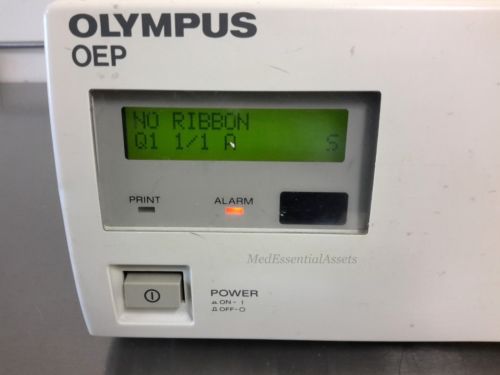 OLYMPUS
OEP
NO RIBBON
Q1 1/1 A S
PRINT
ALARM
MedEssentialAssets
POWER
ON - I
OFF - O